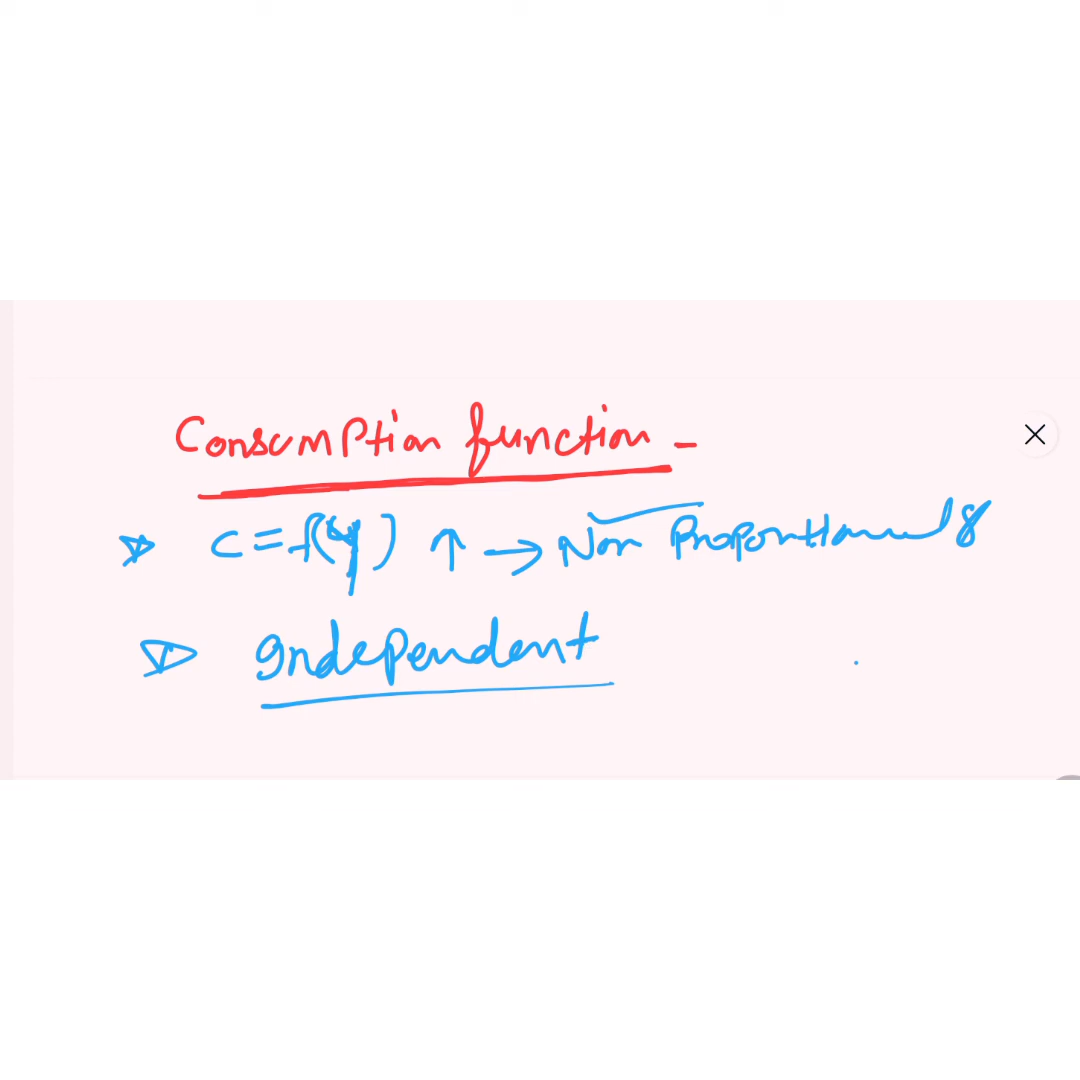 Consumption function -
C = f(y) ↑ → Non Proportional &
Independent